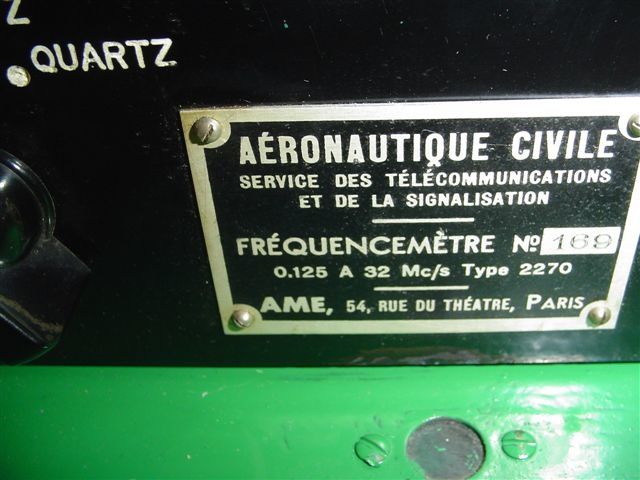 Z
QUARTZ
AÉRONAUTIQUE CIVILE
SERVICE DES TÉLÉCOMMUNICATIONS
ET DE LA SIGNALISATION
FRÉQUENCEMÈTRE No 169
0.125 A 32 Mc/s Type 2270
AME, 54, RUE DU THÉATRE, PARIS